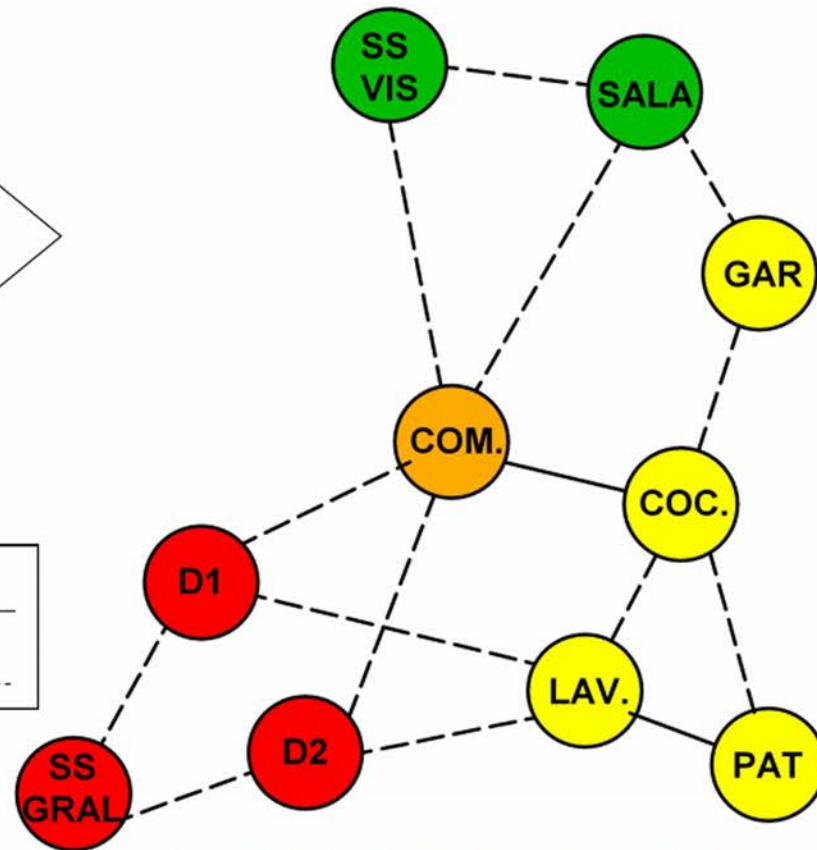 SS
VIS
SALA
GAR
COM.
COC.
D1
LAV.
D2
PAT
SS
GRAL